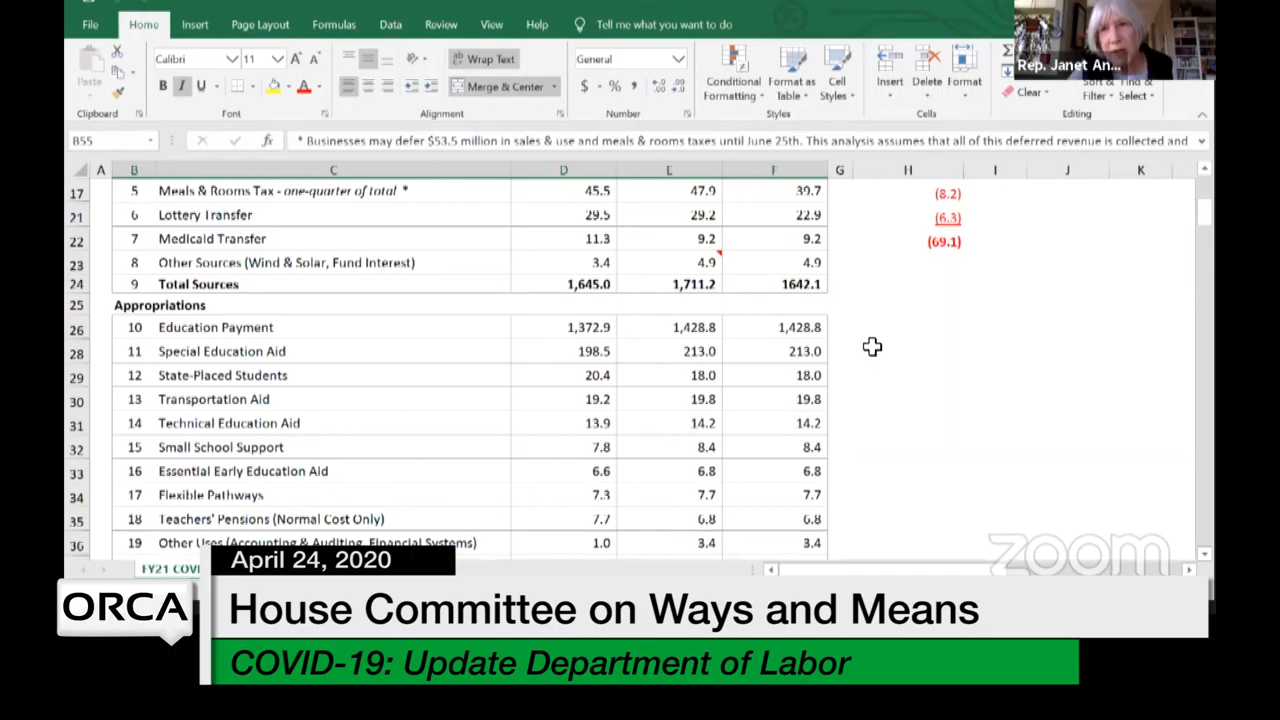 File Home Insert Page Layout Formulas Data Review View Help Tell me what you want to do
Rep. Janet An...
Paste
Calibri 11
Wrap Text
General
B I U
Merge & Center
$ %
Conditional Formatting
Format as Table
Cell Styles
Insert Delete Format
Clear
Sort & Filter
Find & Select
Clipboard Font Alignment Number Styles Cells Editing
B55 fx * Businesses may defer $53.5 million in sales & use and meals & rooms taxes until June 25th. This analysis assumes that all of this deferred revenue is collected and
A B C D E F G H I J K
17 5 Meals & Rooms Tax - one-quarter of total * 45.5 47.9 39.7 (8.2)
21 6 Lottery Transfer 29.5 29.2 22.9 (6.3)
22 7 Medicaid Transfer 11.3 9.2 9.2 (69.1)
23 8 Other Sources (Wind & Solar, Fund Interest) 3.4 4.9 4.9
24 9 Total Sources 1,645.0 1,711.2 1642.1
25 Appropriations
26 10 Education Payment 1,372.9 1,428.8 1,428.8
28 11 Special Education Aid 198.5 213.0 213.0
29 12 State-Placed Students 20.4 18.0 18.0
30 13 Transportation Aid 19.2 19.8 19.8
31 14 Technical Education Aid 13.9 14.2 14.2
32 15 Small School Support 7.8 8.4 8.4
33 16 Essential Early Education Aid 6.6 6.8 6.8
34 17 Flexible Pathways 7.3 7.7 7.7
35 18 Teachers' Pensions (Normal Cost Only) 7.7 6.8 6.8
36 19 Other Uses (Accounting & Auditing, Financial Systems) 1.0 3.4 3.4
FY21 COVI
zoom
April 24, 2020
ORCA
House Committee on Ways and Means
COVID-19: Update Department of Labor